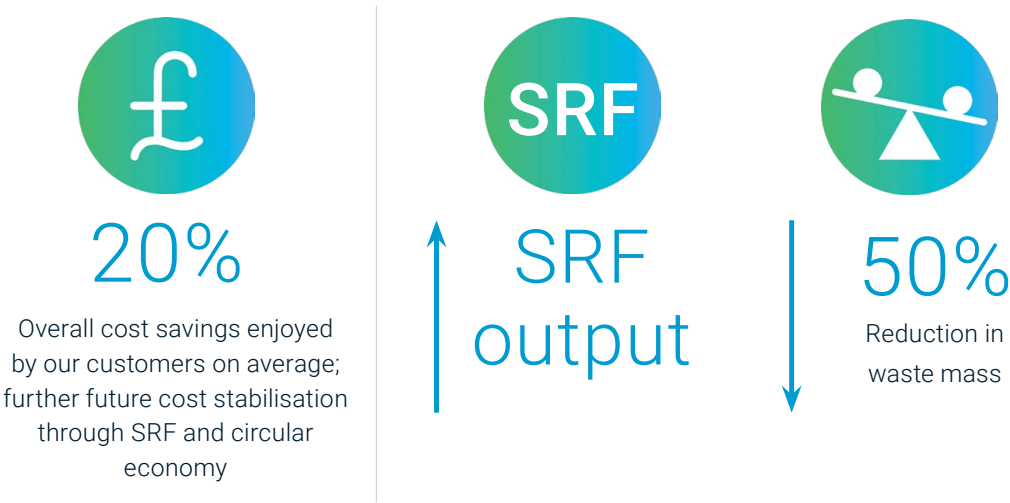 £
20%
Overall cost savings enjoyed
by our customers on average;
further future cost stabilisation
through SRF and circular
economy
SRF
SRF
output
50%
Reduction in
waste mass